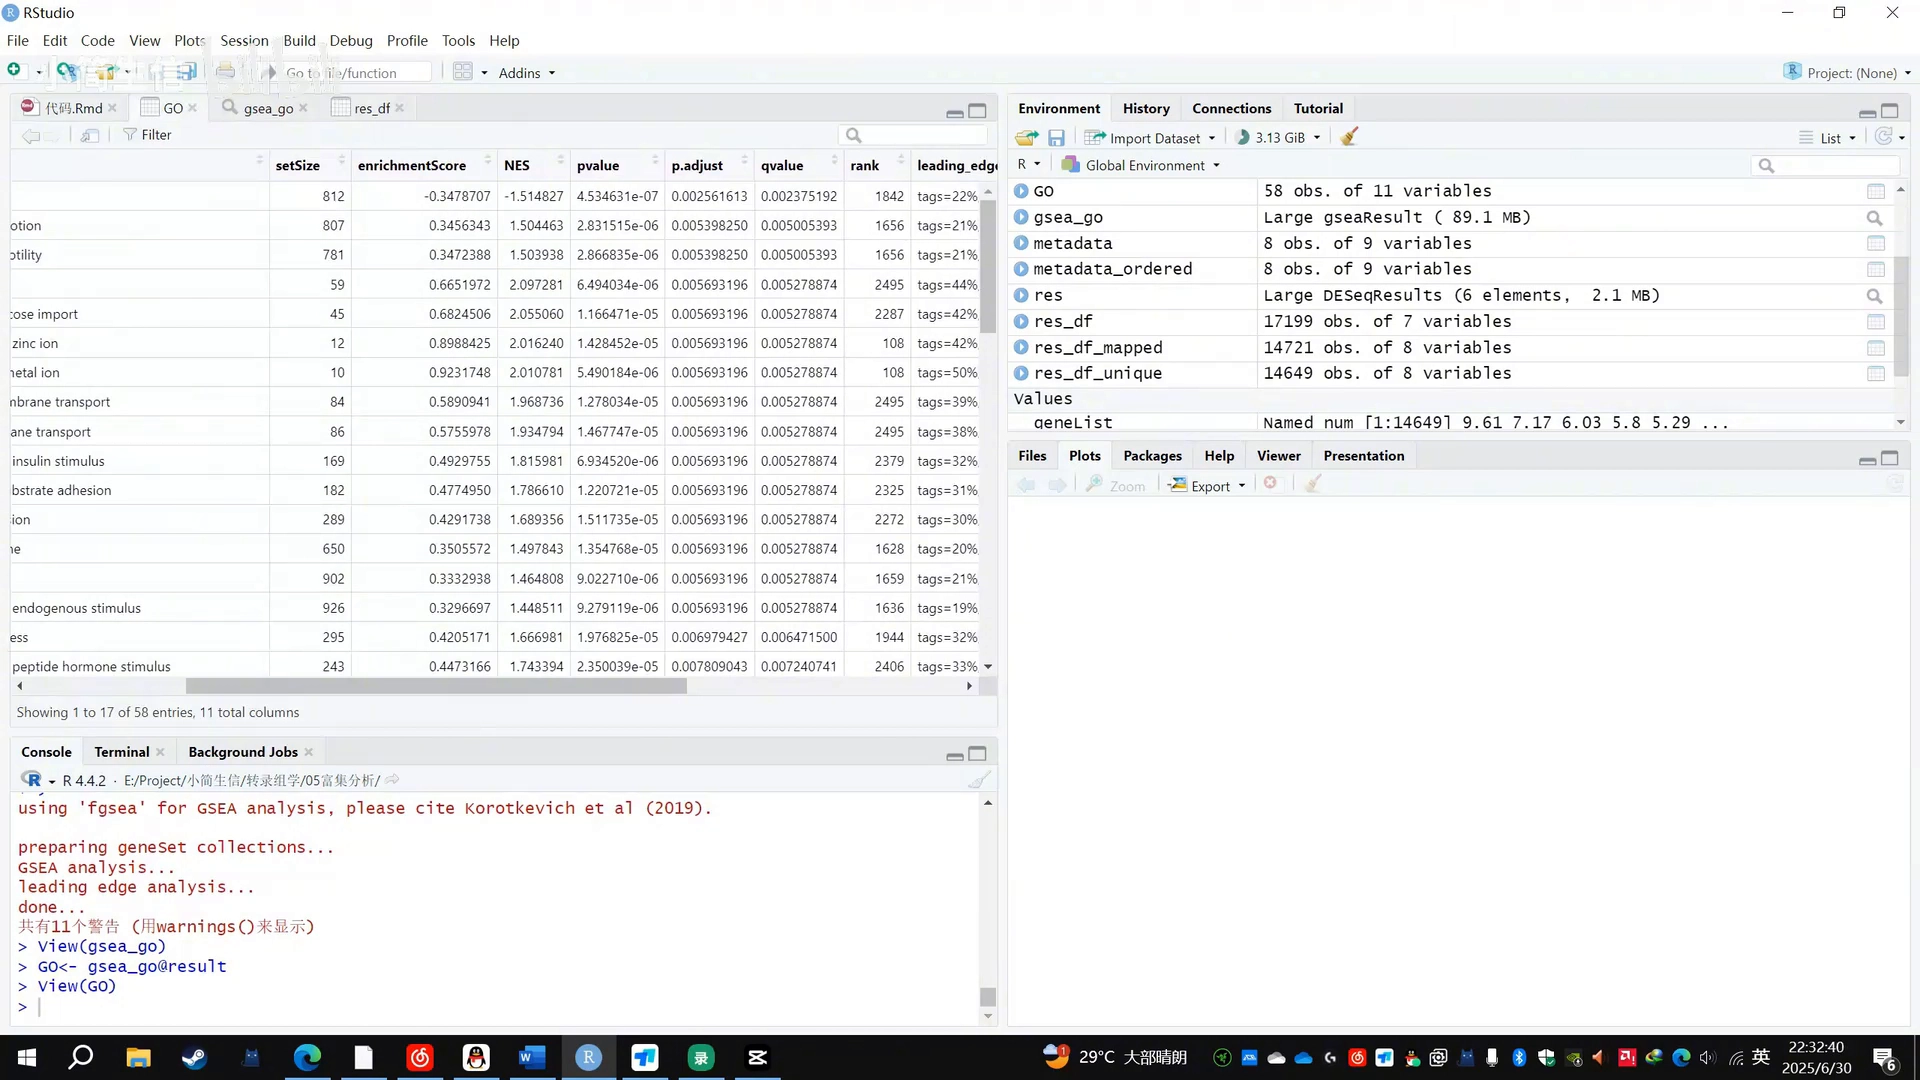 RStudio
File Edit Code View Plots Session Build Debug Profile Tools Help
Go to file/function Addins Project: (None)
代码.Rmd GO gsea_go res_df
Filter
setSize enrichmentScore NES pvalue p.adjust qvalue rank leading_edge
812 -0.3478707 -1.514827 4.534631e-07 0.002561613 0.002375192 1842 tags=22%,
otion 807 0.3456343 1.504463 2.831515e-06 0.005398250 0.005005393 1656 tags=21%,
otility 781 0.3472388 1.503938 2.866835e-06 0.005398250 0.005005393 1656 tags=21%,
59 0.6651972 2.097281 6.494034e-06 0.005693196 0.005278874 2495 tags=44%,
cose import 45 0.6824506 2.055060 1.166471e-05 0.005693196 0.005278874 2287 tags=42%,
zinc ion 12 0.8988425 2.016240 1.428452e-05 0.005693196 0.005278874 108 tags=42%,
netal ion 10 0.9231748 2.010781 5.490184e-06 0.005693196 0.005278874 108 tags=50%,
nbrane transport 84 0.5890941 1.968736 1.278034e-05 0.005693196 0.005278874 2495 tags=39%,
ane transport 86 0.5755978 1.934794 1.467747e-05 0.005693196 0.005278874 2495 tags=38%,
insulin stimulus 169 0.4929755 1.815981 6.934520e-06 0.005693196 0.005278874 2379 tags=32%,
bstrate adhesion 182 0.4774950 1.786610 1.220721e-05 0.005693196 0.005278874 2325 tags=31%,
ion 289 0.4291738 1.689356 1.511735e-05 0.005693196 0.005278874 2272 tags=30%,
ne 650 0.3505572 1.497843 1.354768e-05 0.005693196 0.005278874 1628 tags=20%,
902 0.3332938 1.464808 9.022710e-06 0.005693196 0.005278874 1659 tags=21%,
endogenous stimulus 926 0.3296697 1.448511 9.279119e-06 0.005693196 0.005278874 1636 tags=19%,
ess 295 0.4205171 1.666981 1.976825e-05 0.006979427 0.006471500 1944 tags=32%,
peptide hormone stimulus 243 0.4473166 1.743394 2.350039e-05 0.007809043 0.007240741 2406 tags=33%,
Showing 1 to 17 of 58 entries, 11 total columns
Console Terminal Background Jobs
R 4.4.2 · E:/Project/小简生信/转录组学/05富集分析/
using 'fgsea' for GSEA analysis, please cite Korotkevich et al (2019).
preparing geneSet collections...
GSEA analysis...
leading edge analysis...
done...
共有11个警告 (用warnings()来显示)
> View(gsea_go)
> GO<- gsea_go@result
> View(GO)
>
Environment History Connections Tutorial
Import Dataset 3.13 GiB List
R Global Environment
GO 58 obs. of 11 variables
gsea_go Large gseaResult ( 89.1 MB)
metadata 8 obs. of 9 variables
metadata_ordered 8 obs. of 9 variables
res Large DESeqResults (6 elements, 2.1 MB)
res_df 17199 obs. of 7 variables
res_df_mapped 14721 obs. of 8 variables
res_df_unique 14649 obs. of 8 variables
Values
geneList Named num [1:14649] 9.61 7.17 6.03 5.8 5.29 ...
Files Plots Packages Help Viewer Presentation
Zoom Export
29°C 大部晴朗 英 22:32:40
2025/6/30
6